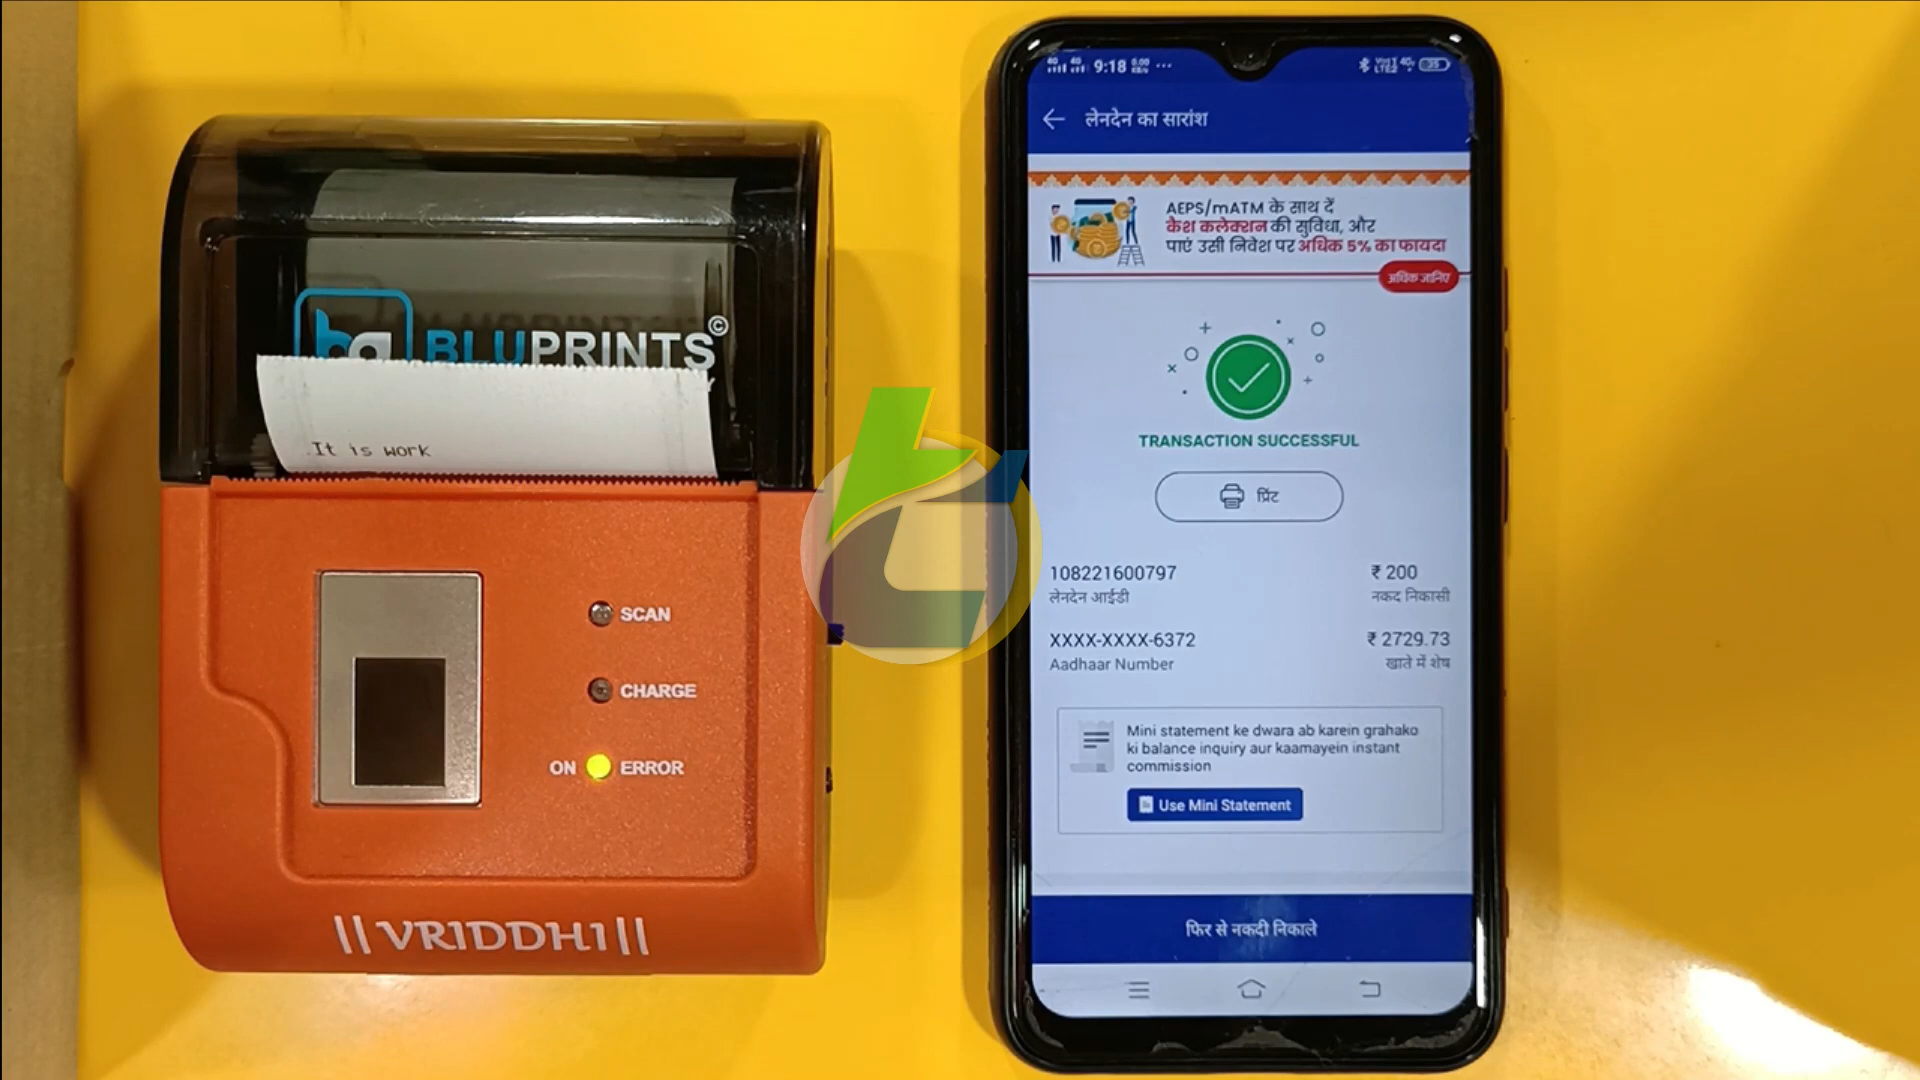 BLUPRINTS©
It is work
SCAN
CHARGE
ON ERROR
||VRIDDHI||
9:18
35
लेनदेन का सारांश
AEPS/mATM के साथ दें
कैश कलेक्शन की सुविधा, और
पाएं उसी निवेश पर अधिक 5% का फायदा
अधिक जानिए
TRANSACTION SUCCESSFUL
प्रिंट
108221600797
₹ 200
लेनदेन आईडी
नकद निकासी
XXXX-XXXX-6372
₹ 2729.73
Aadhaar Number
खाते में शेष
Mini statement ke dwara ab karein grahako
ki balance inquiry aur kaamayein instant
commission
Use Mini Statement
फिर से नकदी निकाले